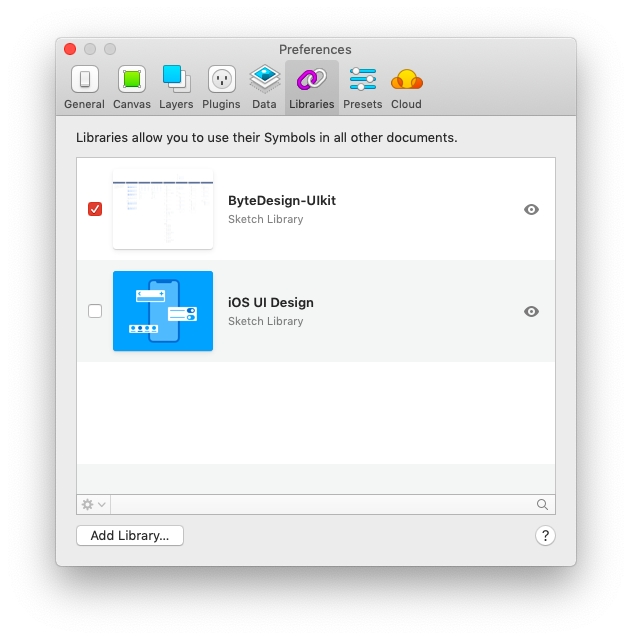 Preferences
General Canvas Layers Plugins Data Libraries Presets Cloud
Libraries allow you to use their Symbols in all other documents.
ByteDesign-UIkit
Sketch Library
iOS UI Design
Sketch Library
Add Library...
?